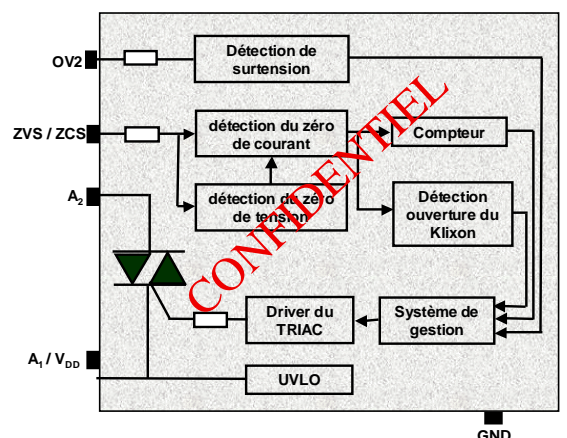 OV2
Détection de
surtension
ZVS / ZCS
détection du zéro
de courant
Compteur
A2
détection du zéro
de tension
Détection
ouverture du
Klixon
CONFIDENTIEL
Driver du
TRIAC
Système de
gestion
A1 / VDD
UVLO
GND